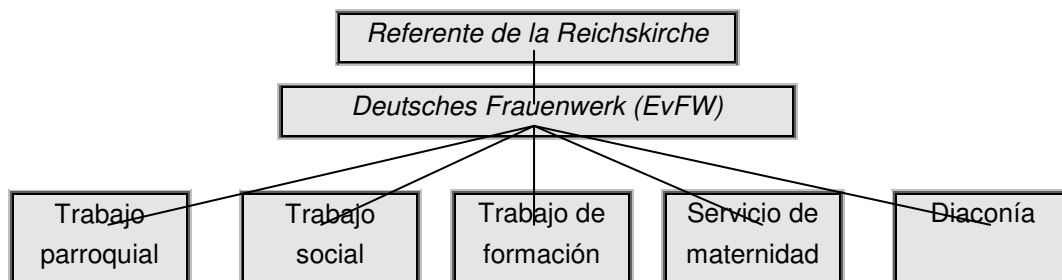 Referente de la Reichskirche
Deutsches Frauenwerk (EvFW)
Trabajo
parroquial
Trabajo
social
Trabajo de
formación
Servicio de
maternidad
Diaconía